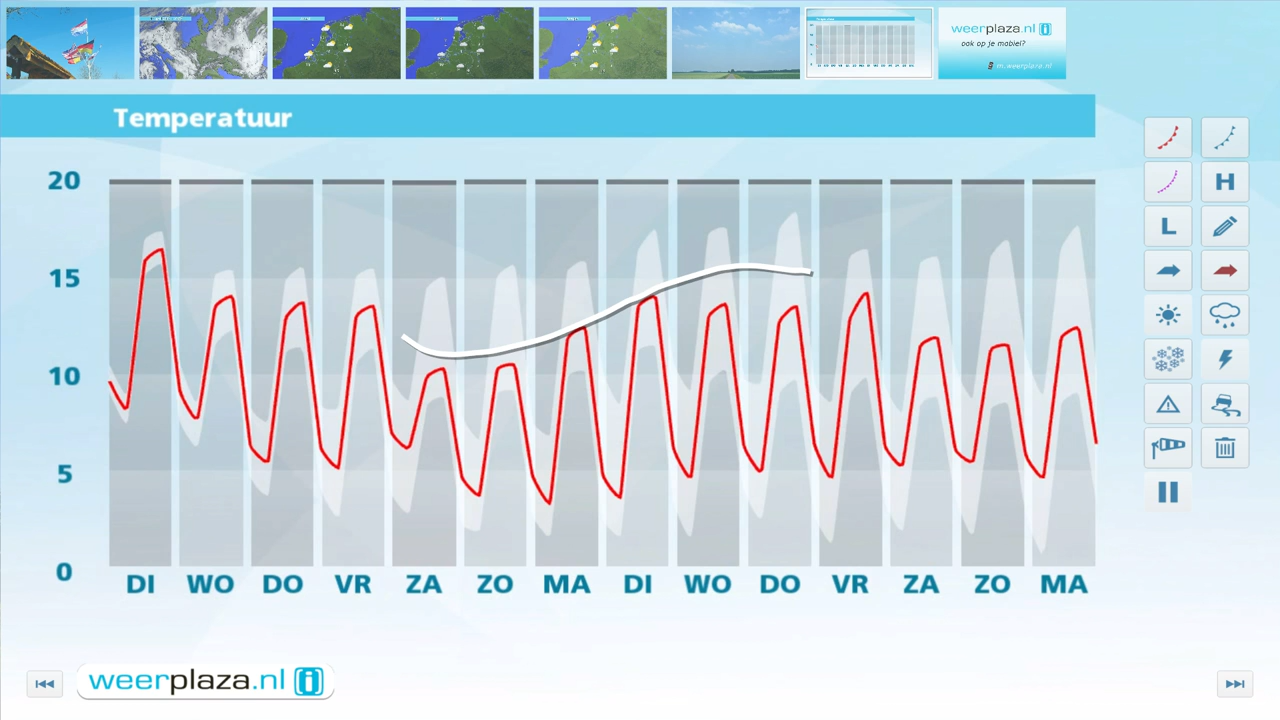 weerplaza.nl
ook op je mobiel?
m.weerplaza.nl
Temperatuur
20
15
10
5
0
DI WO DO VR ZA ZO MA DI WO DO VR ZA ZO MA
H
L
weerplaza.nl i